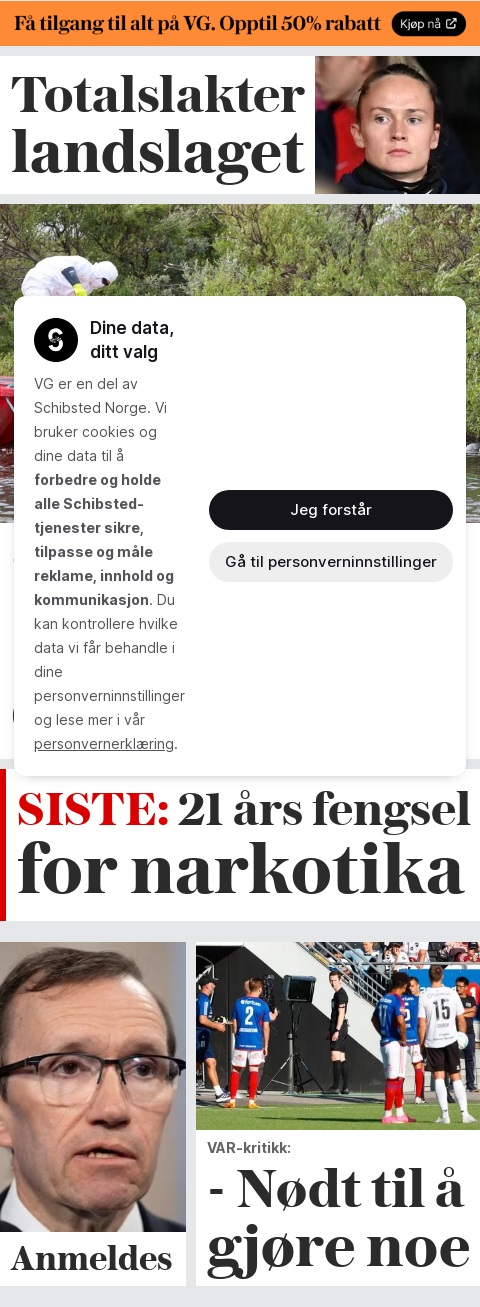 Få tilgang til alt på VG. Opptil 50% rabatt
Kjøp nå
Totalslakter
landslaget
Dine data,
ditt valg
VG er en del av
Schibsted Norge. Vi
bruker cookies og
dine data til å
forbedre og holde
alle Schibsted-
tjenester sikre,
tilpasse og måle
reklame, innhold og
kommunikasjon. Du
kan kontrollere hvilke
data vi får behandle i
dine
personverninnstillinger
og lese mer i vår
personvernerklæring.
Jeg forstår
Gå til personverninnstillinger
SISTE: 21 års fengsel
for narkotika
Anmeldes
VAR-kritikk:
- Nødt til å
gjøre noe